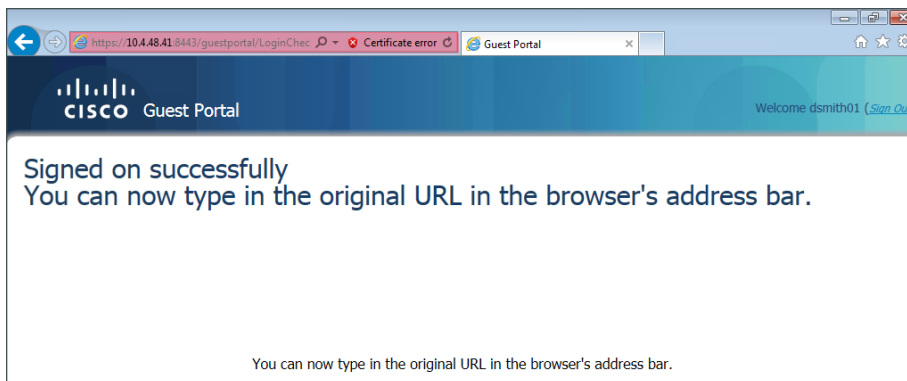 https://10.4.48.41:8443/guestportal/LoginChec
Certificate error
Guest Portal
CISCO Guest Portal
Welcome dsmith01 (Sign Ou
Signed on successfully
You can now type in the original URL in the browser's address bar.
You can now type in the original URL in the browser's address bar.